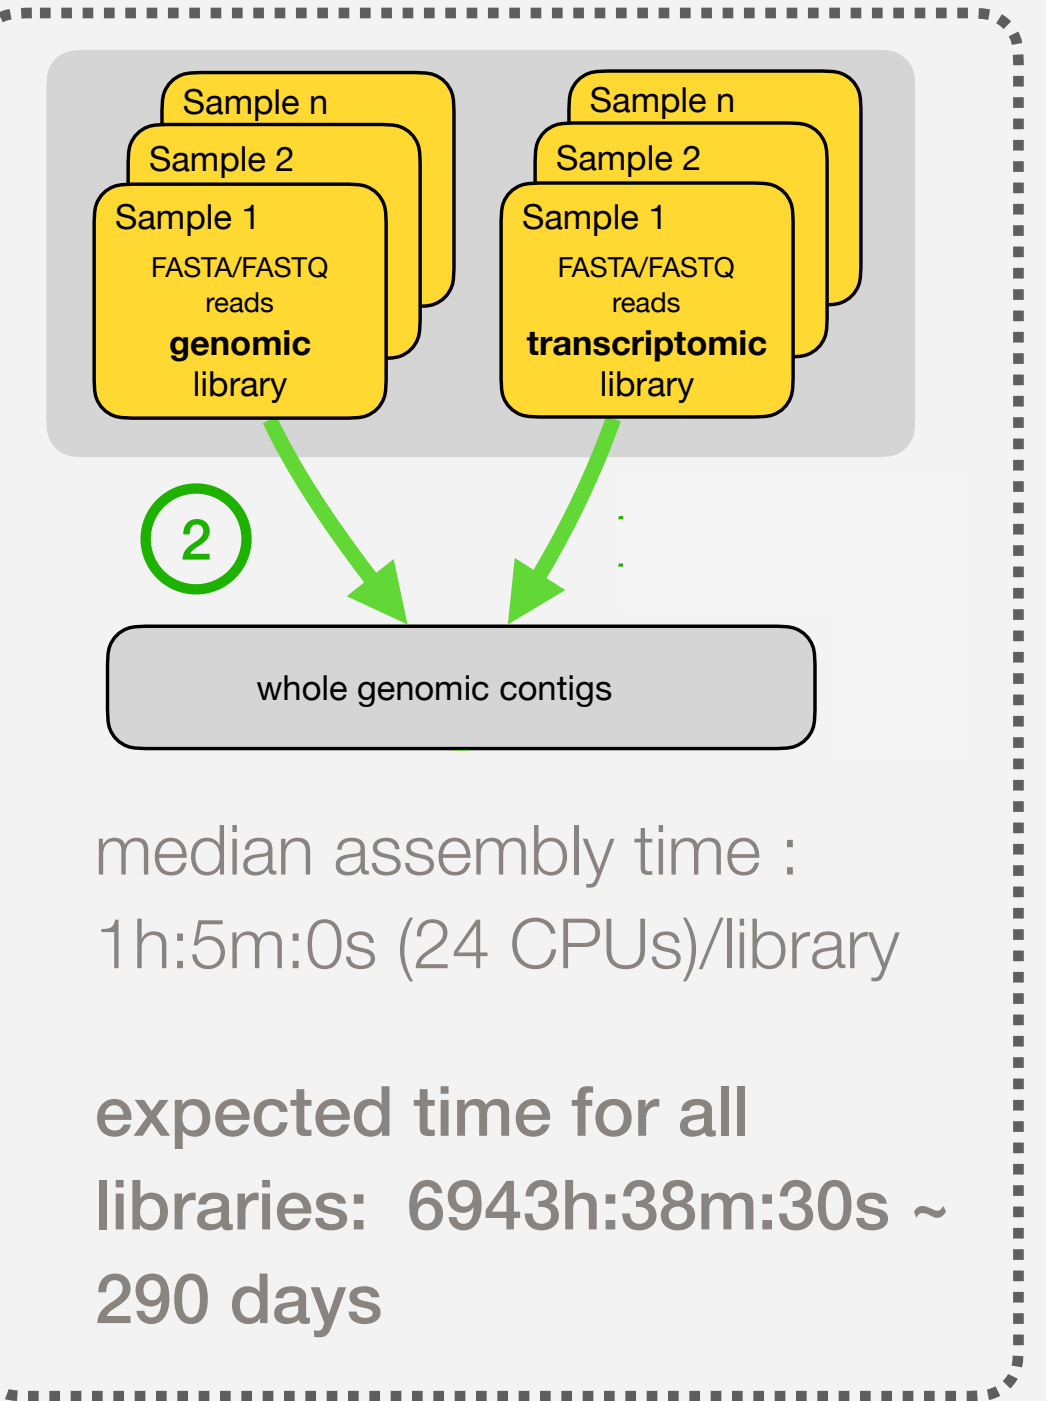 Sample n
Sample 2
Sample 1
FASTA/FASTQ
reads
genomic
library
Sample n
Sample 2
Sample 1
FASTA/FASTQ
reads
transcriptomic
library
2
whole genomic contigs
median assembly time :
1h:5m:0s (24 CPUs)/library
expected time for all
libraries: 6943h:38m:30s ~
290 days